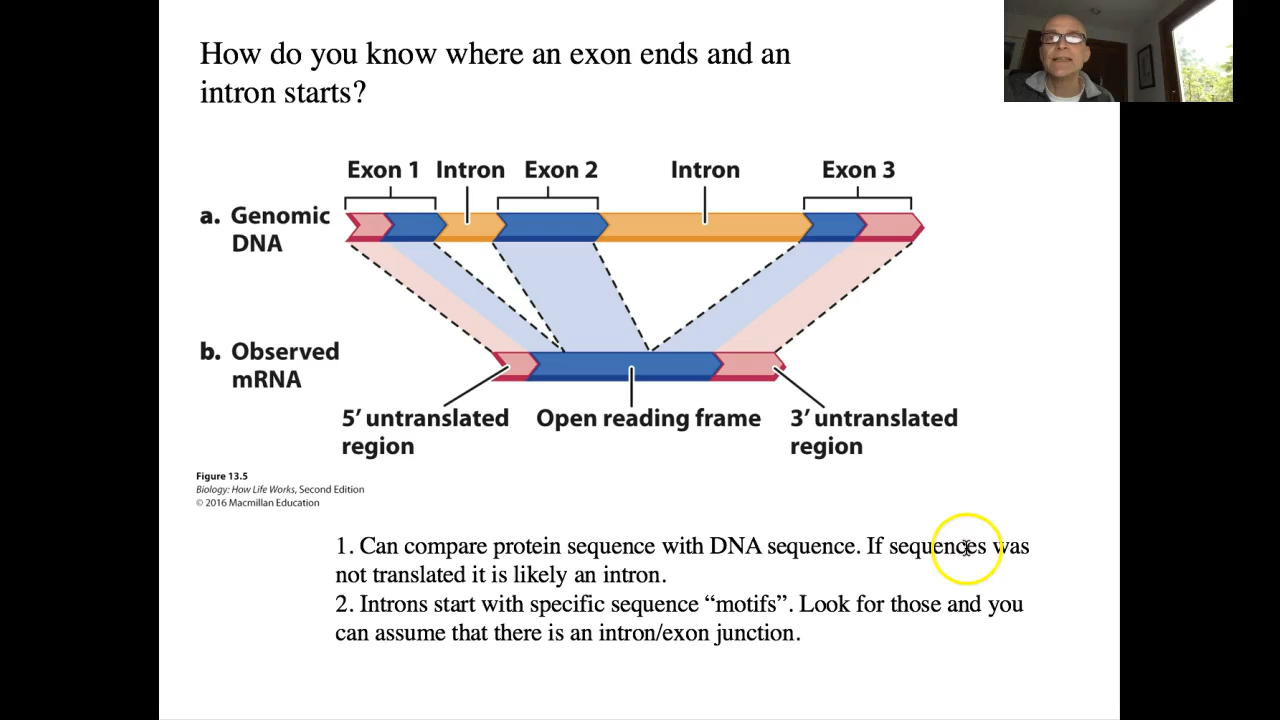 How do you know where an exon ends and an
intron starts?
Exon 1 Intron Exon 2 Intron Exon 3
a. Genomic
DNA
b. Observed
mRNA
5’ untranslated
region
Open reading frame
3’ untranslated
region
Figure 13.5
Biology: How Life Works, Second Edition
© 2016 Macmillan Education
1. Can compare protein sequence with DNA sequence. If sequences was
not translated it is likely an intron.
2. Introns start with specific sequence “motifs”. Look for those and you
can assume that there is an intron/exon junction.